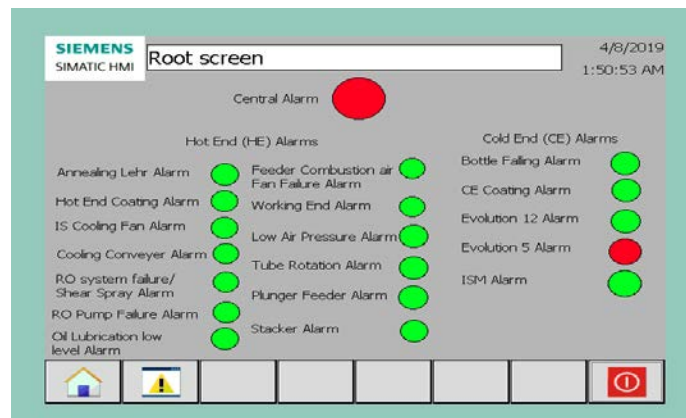 SIEMENS
SIMATIC HMI
Root screen
4/8/2019
1:50:53 AM
Central Alarm
Hot End (HE) Alarms
Annealing Lehr Alarm
Hot End Coating Alarm
IS Cooling Fan Alarm
Cooling Conveyer Alarm
RO system failure/
Shear Spray Alarm
RO Pump Failure Alarm
Oil Lubrication low
level Alarm
Feeder Combustion air
Fan Failure Alarm
Working End Alarm
Low Air Pressure Alarm
Tube Rotation Alarm
Plunger Feeder Alarm
Stacker Alarm
Cold End (CE) Alarms
Bottle Falling Alarm
CE Coating Alarm
Evolution 12 Alarm
Evolution 5 Alarm
ISM Alarm